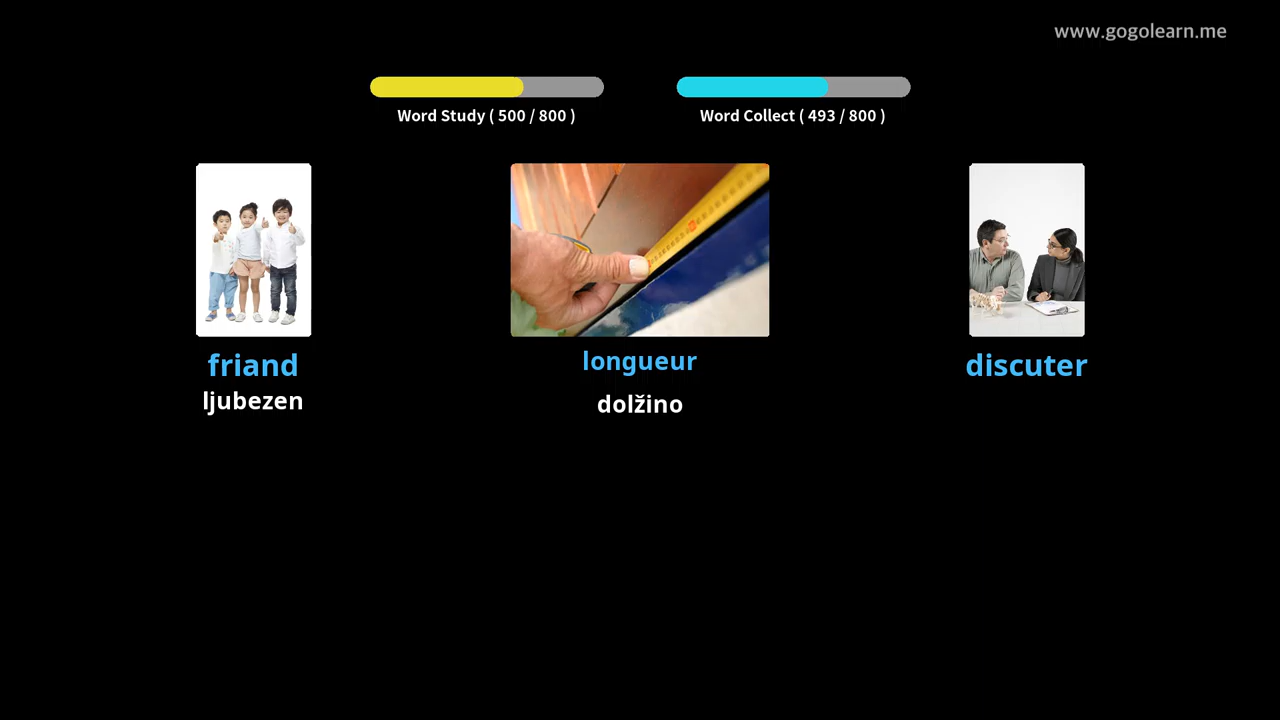 www.gogolearn.me
Word Study ( 500 / 800 )
Word Collect ( 493 / 800 )
friand
longueur
discuter
ljubezen
dolžino